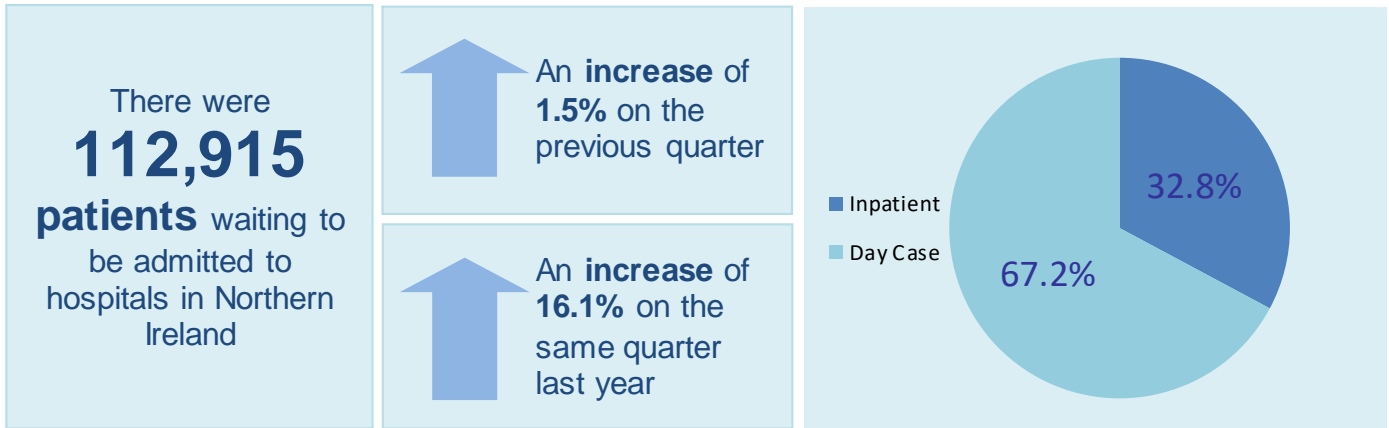 There were
112,915
patients waiting to
be admitted to
hospitals in Northern
Ireland
An increase of
1.5% on the
previous quarter
An increase of
16.1% on the
same quarter
last year
Inpatient
Day Case
32.8%
67.2%